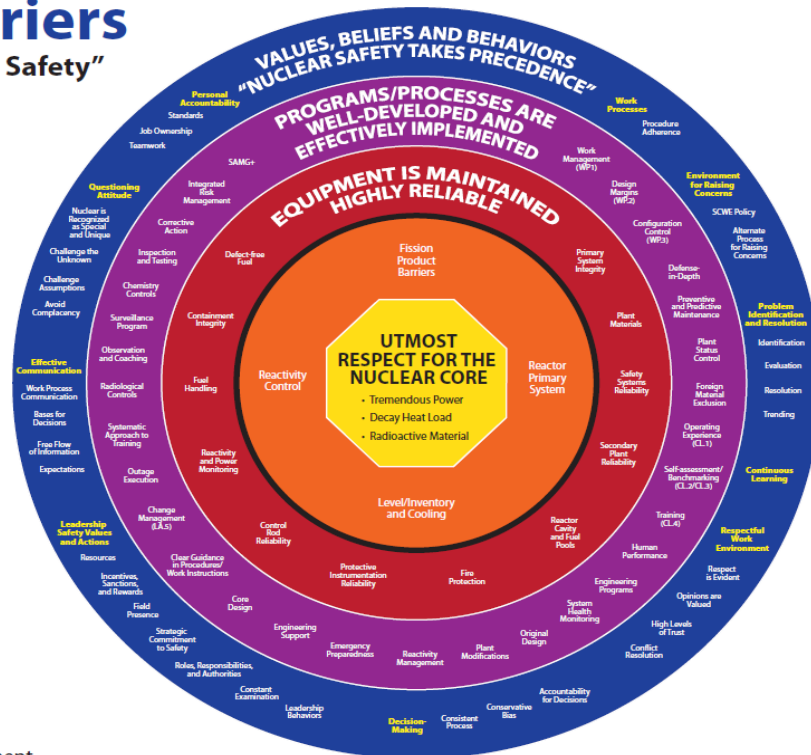 riers
Safety”
VALUES, BELIEFS AND BEHAVIORS
“NUCLEAR SAFETY TAKES PRECEDENCE”
Personal
Accountability
Standards
Job Ownership
Teamwork
Questioning
Attitude
Nuclear is
Recognized
as Special
and Unique
Challenge the
Unknown
Challenge
Assumptions
Avoid
Complacency
Effective
Communication
Work Process
Communication
Bases for
Decisions
Free Flow
of Information
Expectations
Leadership
Safety Values
and Actions
Resources
Incentives,
Sanctions,
and Rewards
Field
Presence
Strategic
Commitment
to Safety
Roles, Responsibilities,
and Authorities
Constant
Examination
Leadership
Behaviors
Decision-
Making
Consistent
Process
Conservative
Bias
Accountability
for Decisions
Work
Processes
Procedure
Adherence
Environment
for Raising
Concerns
SCWE Policy
Alternate
Process
for Raising
Concerns
Problem
Identification
and Resolution
Identification
Evaluation
Resolution
Trending
Continuous
Learning
Respectful
Work
Environment
Respect
is Evident
Opinions are
Valued
High Levels
of Trust
Conflict
Resolution
PROGRAMS/PROCESSES ARE
WELL-DEVELOPED AND
EFFECTIVELY IMPLEMENTED
SAMG+
Integrated
Risk
Management
Corrective
Action
Inspection
and Testing
Chemistry
Controls
Surveillance
Program
Observation
and Coaching
Radiological
Controls
Systematic
Approach to
Training
Outage
Execution
Change
Management
(LA.5)
Clear Guidance
in Procedures/
Work Instructions
Core
Design
Engineering
Support
Emergency
Preparedness
Reactivity
Management
Plant
Modifications
Original
Design
System
Health
Monitoring
Engineering
Programs
Human
Performance
Training
(CL.4)
Self-assessment/
Benchmarking
(CL.2/CL.3)
Operating
Experience
(CL.1)
Foreign
Material
Exclusion
Plant
Status
Control
Preventive
and Predictive
Maintenance
Defense-
in-Depth
Configuration
Control
(WP.3)
Design
Margins
(WP.2)
Work
Management
(WP.1)
EQUIPMENT IS MAINTAINED
HIGHLY RELIABLE
Defect-free
Fuel
Containment
Integrity
Fuel
Handling
Reactivity
and Power
Monitoring
Control
Rod
Reliability
Protective
Instrumentation
Reliability
Fire
Protection
Reactor
Cavity
and Fuel
Pools
Secondary
Plant
Reliability
Safety
Systems
Reliability
Plant
Materials
Primary
System
Integrity
Fission
Product
Barriers
Reactivity
Control
Reactor
Primary
System
Level/Inventory
and Cooling
UTMOST
RESPECT FOR THE
NUCLEAR CORE
• Tremendous Power
• Decay Heat Load
• Radioactive Material